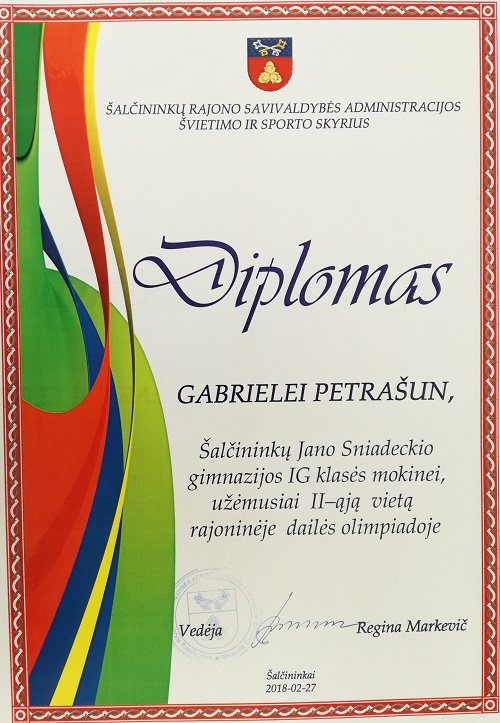 ŠALČININKŲ RAJONO SAVIVALDYBĖS ADMINISTRACIJOS
ŠVIETIMO IR SPORTO SKYRIUS
Diplomas
GABRIELEI PETRAŠUN,
Šalčininkų Jano Sniadeckio
gimnazijos IG klasės mokinei,
užėmusiai II–ąją vietą
rajoninėje dailės olimpiadoje
Vedėja Regina Markevič
Šalčininkai
2018-02-27